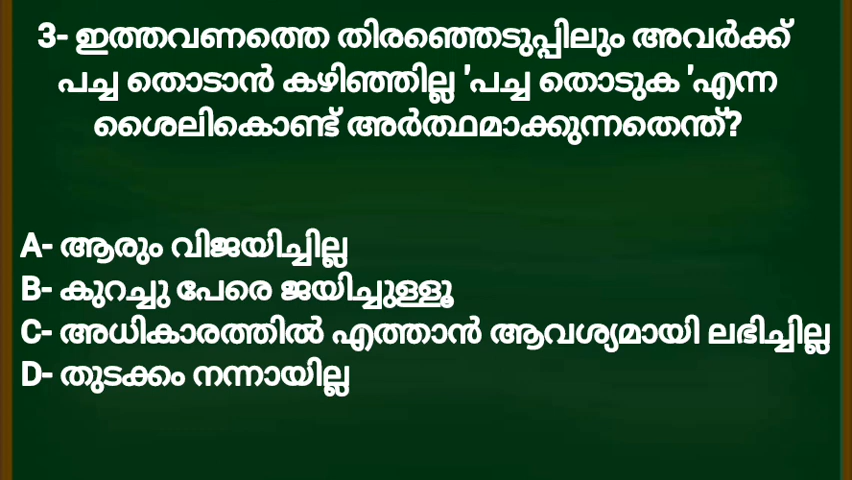 3- ഇത്തവണത്തെ തിരഞ്ഞെടുപ്പിലും അവർക്ക്
പച്ച തൊടാൻ കഴിഞ്ഞില്ല 'പച്ച തൊടുക 'എന്ന
ശൈലികൊണ്ട് അർത്ഥമാക്കുന്നതെന്ത്?
A- ആരും വിജയിച്ചില്ല
B- കുറച്ചു പേരെ ജയിച്ചുള്ളൂ
C- അധികാരത്തിൽ എത്താൻ ആവശ്യമായി ലഭിച്ചില്ല
D- തുടക്കം നന്നായില്ല